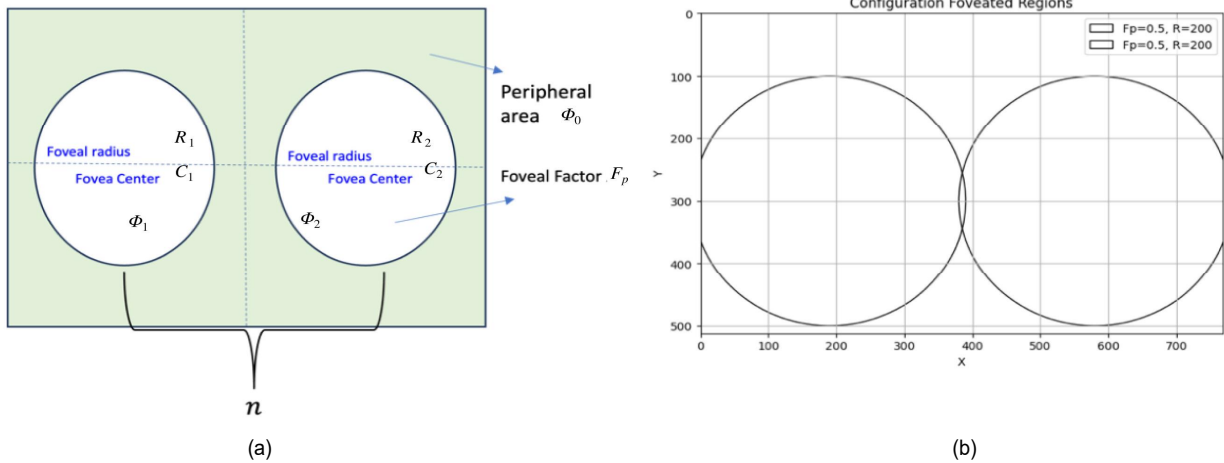 Foveal radius
R₁
Fovea Center
C₁
Φ₁
Foveal radius
R₂
Fovea Center
C₂
Φ₂
Peripheral
area Φ₀
Foveal Factor Fₚ
n
(a)
Configuration Foveated Regions
Fp=0.5, R=200
Fp=0.5, R=200
Y
0
100
200
300
400
500
0 100 200 300 400 500 600 700
X
(b)